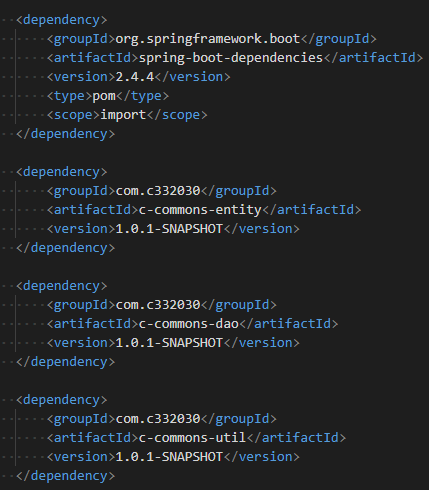 <dependency>
<groupId>org.springframework.boot</groupId>
<artifactId>spring-boot-dependencies</artifactId>
<version>2.4.4</version>
<type>pom</type>
<scope>import</scope>
</dependency>
<dependency>
<groupId>com.c332030</groupId>
<artifactId>c-commons-entity</artifactId>
<version>1.0.1-SNAPSHOT</version>
</dependency>
<dependency>
<groupId>com.c332030</groupId>
<artifactId>c-commons-dao</artifactId>
<version>1.0.1-SNAPSHOT</version>
</dependency>
<dependency>
<groupId>com.c332030</groupId>
<artifactId>c-commons-util</artifactId>
<version>1.0.1-SNAPSHOT</version>
</dependency>